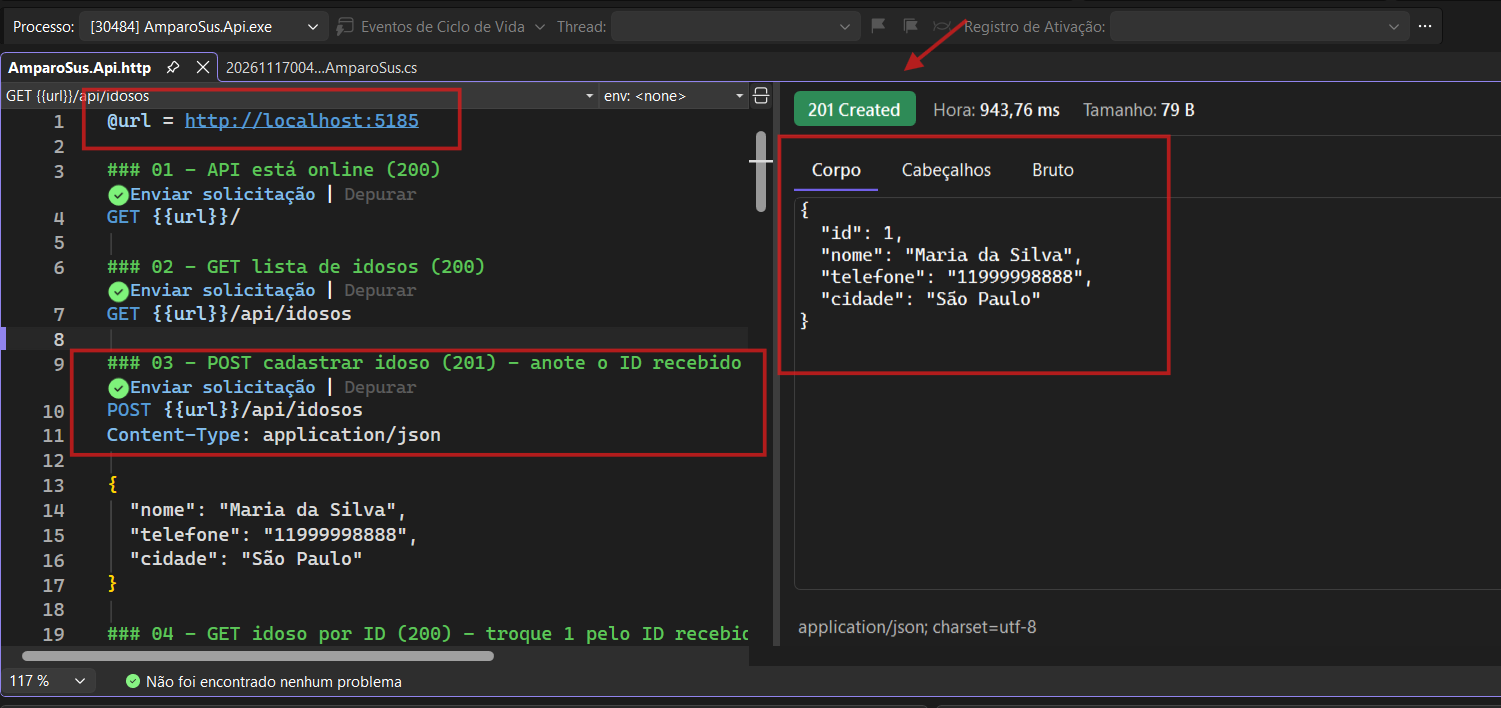 Processo: [30484] AmparoSus.Api.exe Eventos de Ciclo de Vida Thread: Registro de Ativação:
AmparoSus.Api.http 20261117004...AmparoSus.cs
GET {{url}}/api/idosos env: <none>
1 @url = http://localhost:5185
2
3 ### 01 - API está online (200)
Enviar solicitação | Depurar
4 GET {{url}}/
5
6 ### 02 - GET lista de idosos (200)
Enviar solicitação | Depurar
7 GET {{url}}/api/idosos
8
9 ### 03 - POST cadastrar idoso (201) - anote o ID recebido
Enviar solicitação | Depurar
10 POST {{url}}/api/idosos
11 Content-Type: application/json
12
13 {
14 "nome": "Maria da Silva",
15 "telefone": "11999998888",
16 "cidade": "São Paulo"
17 }
18
19 ### 04 - GET idoso por ID (200) - troque 1 pelo ID recebid
117 % Não foi encontrado nenhum problema
201 Created Hora: 943,76 ms Tamanho: 79 B
Corpo Cabeçalhos Bruto
{
"id": 1,
"nome": "Maria da Silva",
"telefone": "11999998888",
"cidade": "São Paulo"
}
application/json; charset=utf-8